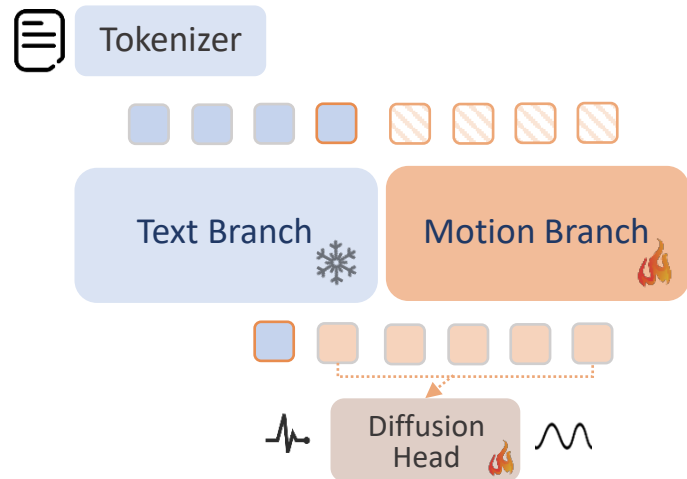 Tokenizer
Text Branch
Motion Branch
Diffusion
Head